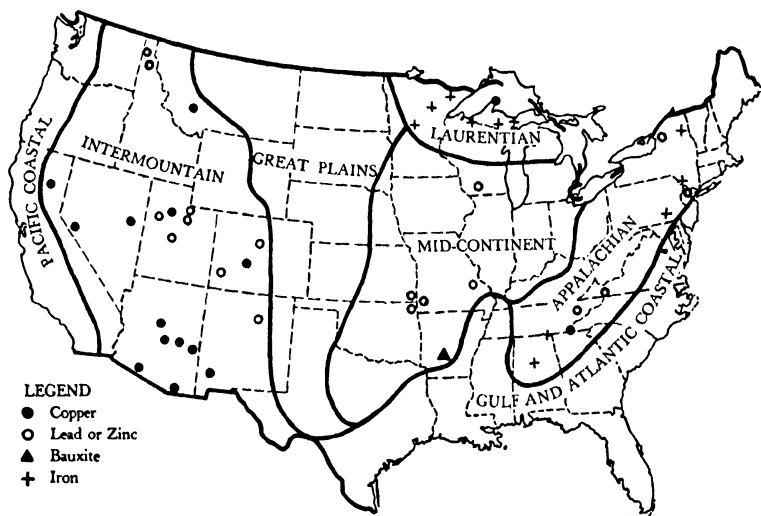 LAURENTIAN
PACIFIC COASTAL
INTERMOUNTAIN
GREAT PLAINS
MID-CONTINENT
APPALACHIAN
GULF AND ATLANTIC COASTAL
LEGEND
Copper
Lead or Zinc
Bauxite
Iron